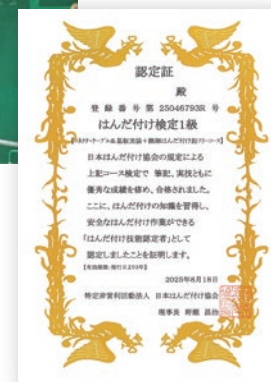 認定証
殿
登録番号 第 25046793R 号
はんだ付け検定1級
日本はんだ付け協会の規定による
上記コース検定で 筆記、実技ともに
優秀な成績を修め、合格されました。
ここに、はんだ付けの知識を習得し、
安全なはんだ付け作業ができる
「はんだ付け技術認定者」として
認定しましたことを証明します。
2025年8月18日
特定非営利活動法人 日本はんだ付け協会
理事長 野瀬 昌治